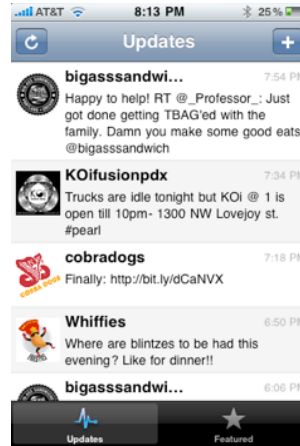 AT&T 8:13 PM 25%
Updates +
bigasssandwi... 7:54 PM
Happy to help! RT @_Professor_: Just
got done getting TBAG'ed with the
family. Damn you make some good eats
@bigasssandwich
KOifusionpdx 7:34 PM
Trucks are idle tonight but KOi @ 1 is
open till 10pm- 1300 NW Lovejoy st.
#pearl
cobradogs 7:18 PM
COBRA DOGS
Finally: http://bit.ly/dCaNVX
Whiffies 6:50 PM
Where are blintzes to be had this
evening? Like for dinner!!
bigasssandwi... 6:06 PM
Updates Featured